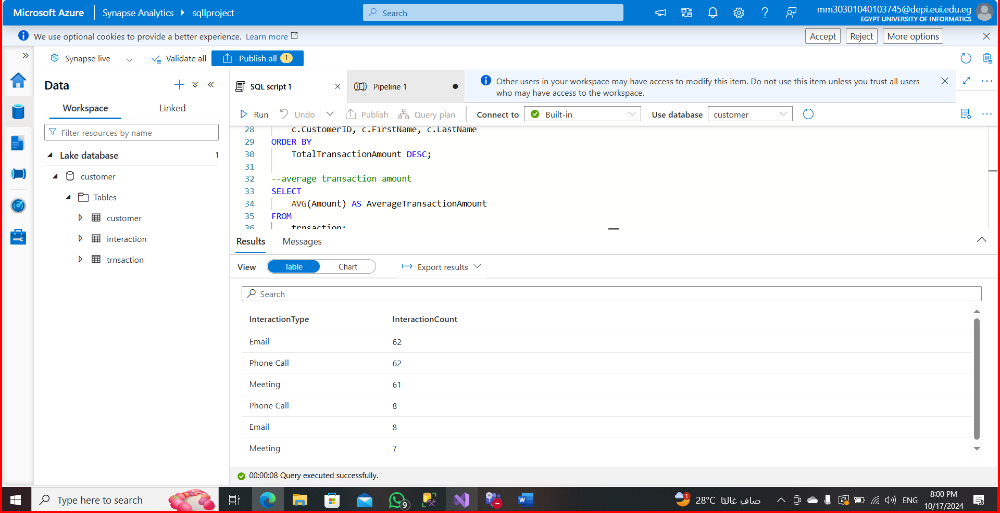 Microsoft Azure
Synapse Analytics
sqllproject
Search
mm30301040103745@depi.eui.edu.eg
EGYPT UNIVERSITY OF INFORMATICS
We use optional cookies to provide a better experience. Learn more
Accept
Reject
More options
Synapse live
Validate all
Publish all 1
Data
Workspace
Linked
Filter resources by name
Lake database 1
customer
Tables
customer
interaction
trnsaction
SQL script 1
Pipeline 1
Other users in your workspace may have access to modify this item. Do not use this item unless you trust all users
who may have access to the workspace.
Run
Undo
Publish
Query plan
Connect to
Built-in
Use database
customer
28 c.CustomerID, c.FirstName, c.LastName
29 ORDER BY
30 TotalTransactionAmount DESC;
31
32 --average transaction amount
33 SELECT
34 AVG(Amount) AS AverageTransactionAmount
35 FROM
36 trnsaction;
Results
Messages
View
Table
Chart
Export results
Search
InteractionType InteractionCount
Email 62
Phone Call 62
Meeting 61
Phone Call 8
Email 8
Meeting 7
00:00:08 Query executed successfully.
Type here to search
9
1
28°C صافٍ غالبًا
ENG
8:00 PM
10/17/2024